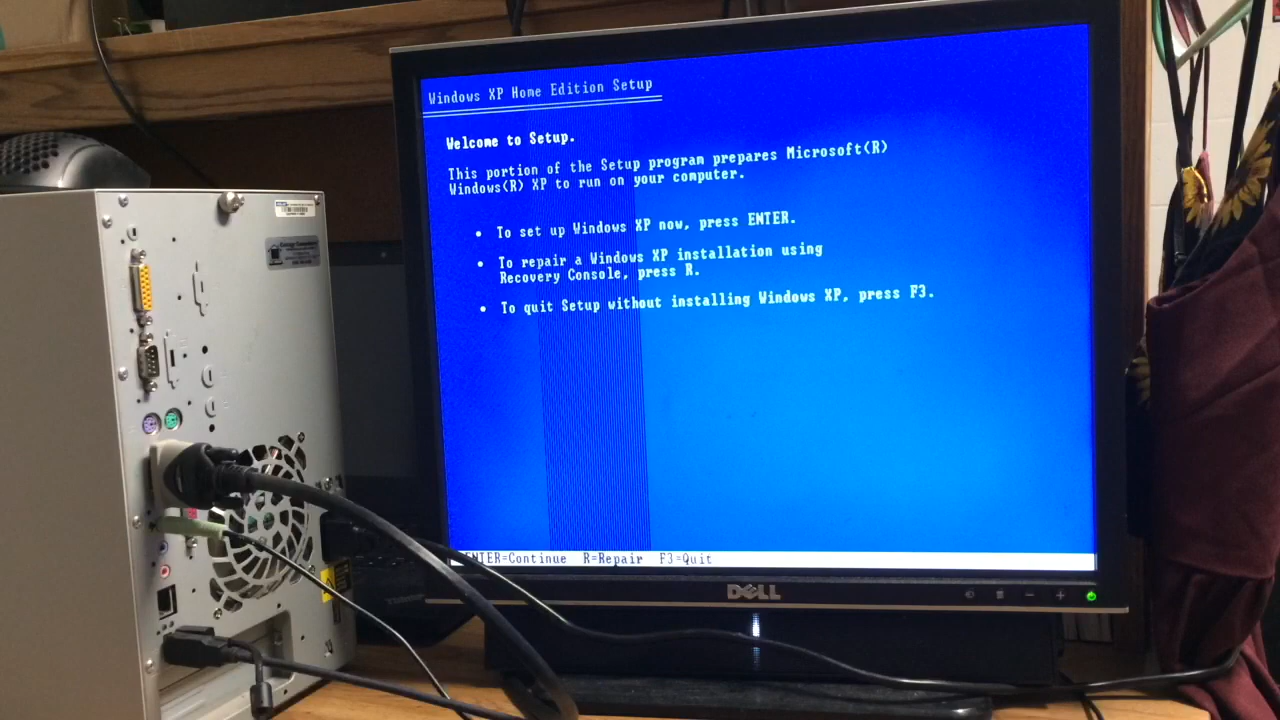 Windows XP Home Edition Setup
Welcome to Setup.
This portion of the Setup program prepares Microsoft(R)
Windows(R) XP to run on your computer.
• To set up Windows XP now, press ENTER.
• To repair a Windows XP installation using
Recovery Console, press R.
• To quit Setup without installing Windows XP, press F3.
ENTER=Continue R=Repair F3=Quit
DELL